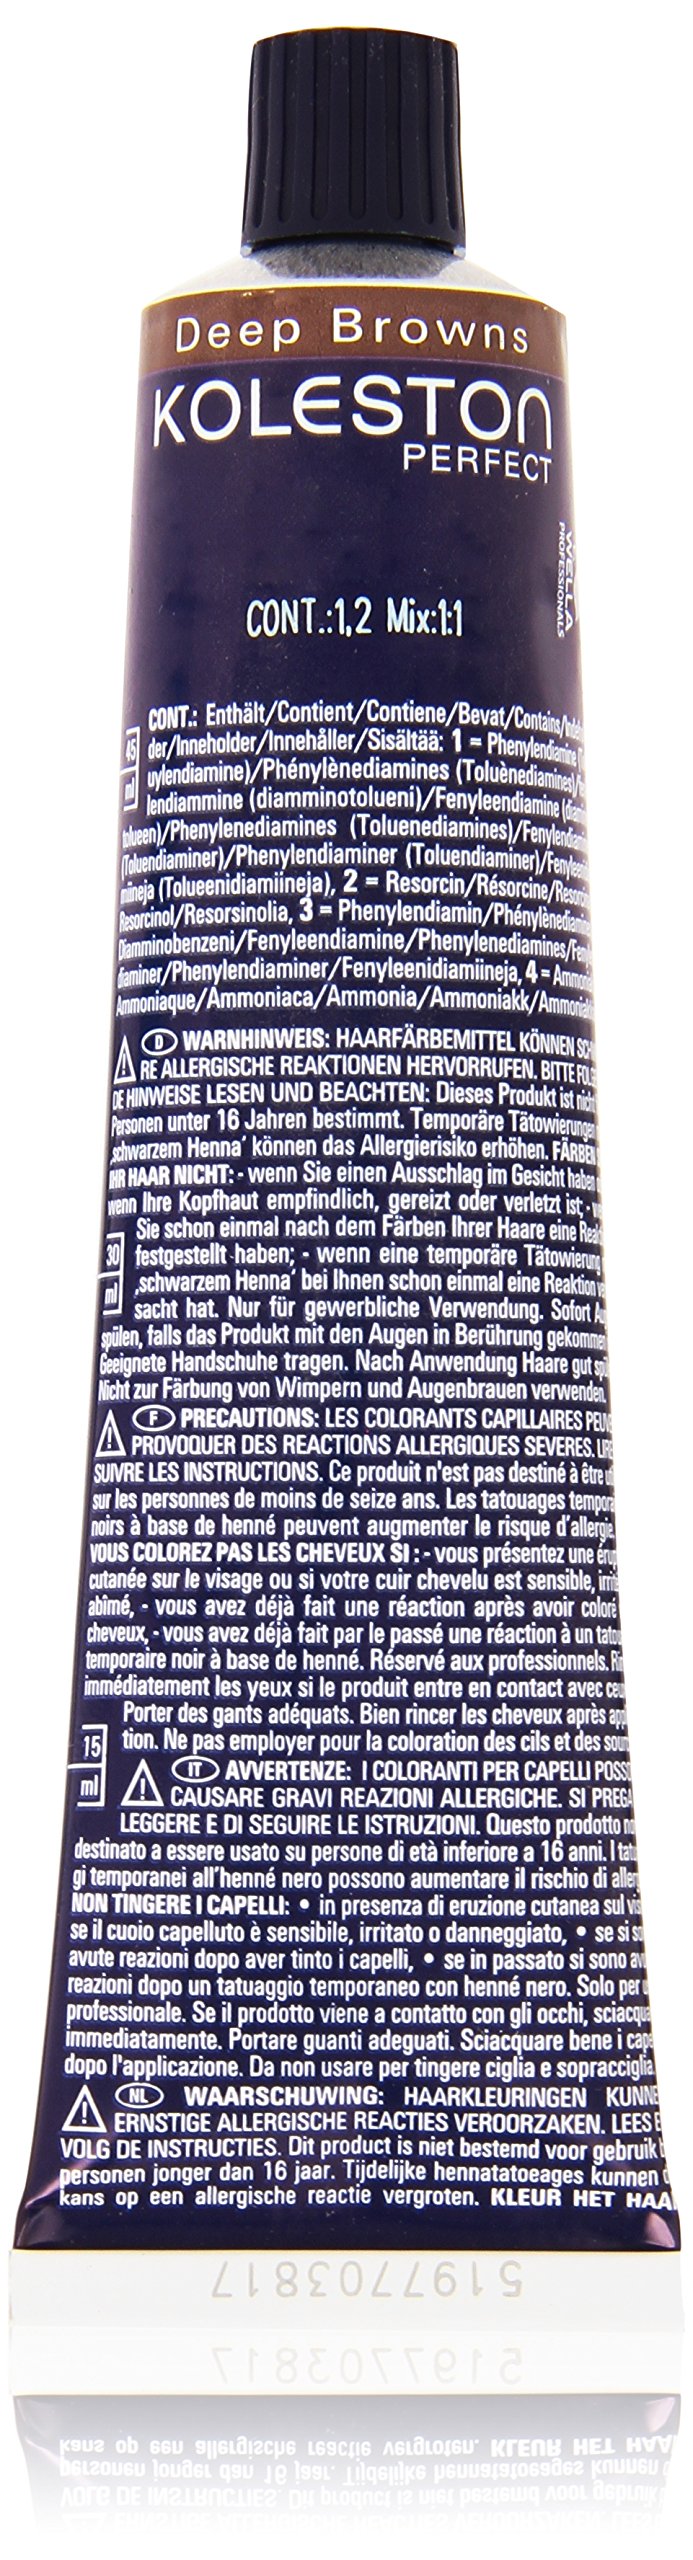 Deep Browns
KOLESTON
PERFECT
WELLA
PROFESSIONALS
CONT.:1,2 Mix:1:1
CONT.: Enthält/Contient/Contiene/Bevat/Contains/
der/Inneholder/Innehåller/Sisältää: 1 = Phenylendiamine
45
uylendiamine)/Phénylènediamines (Toluènediamines)/
ml
lendiammine (diamminotolueni)/Fenyleendiamine
tolueen)/Phenylenediamines (Toluenediamines)/
(Toluendiaminer)/Phenylendiaminer (Toluendiaminer)/
miineja (Tolueenidiamiineja), 2 = Resorcin/Résorcine/
Resorcinol/Resorsinolia, 3 = Phenylendiamin/
Diamminobenzeni/Fenyleendiamine/Phenylenediamines/
diaminer/Phenylendiaminer/Fenyleenidiamiineja, 4 =
Ammoniaque/Ammoniaca/Ammonia/Ammoniakk/
D WARNHINWEIS: HAARFÄRBEMITTEL KÖNNEN
RE ALLERGISCHE REAKTIONEN HERVORRUFEN. BITTE
DE HINWEISE LESEN UND BEACHTEN: Dieses Produkt ist
Personen unter 16 Jahren bestimmt. Temporäre Tätowierungen
‚schwarzem Henna‘ können das Allergierisiko erhöhen. FÄRBEN
IHR HAAR NICHT: - wenn Sie einen Ausschlag im Gesicht haben
wenn Ihre Kopfhaut empfindlich, gereizt oder verletzt ist; -
Sie schon einmal nach dem Färben Ihrer Haare eine
30
festgestellt haben; - wenn eine temporäre Tätowierung
ml
‚schwarzem Henna‘ bei Ihnen schon einmal eine Reaktion
sacht hat. Nur für gewerbliche Verwendung. Sofort
spülen, falls das Produkt mit den Augen in Berührung
Geeignete Handschuhe tragen. Nach Anwendung Haare gut
Nicht zur Färbung von Wimpern und Augenbrauen verwenden.
F PRECAUTIONS: LES COLORANTS CAPILLAIRES
PROVOQUER DES REACTIONS ALLERGIQUES SEVERES.
SUIVRE LES INSTRUCTIONS. Ce produit n'est pas destiné à être
sur les personnes de moins de seize ans. Les tatouages
noirs à base de henné peuvent augmenter le risque d'allergie.
VOUS COLOREZ PAS LES CHEVEUX SI : - vous présentez une
cutanée sur le visage ou si votre cuir chevelu est sensible,
abîmé, - vous avez déjà fait une réaction après avoir coloré
cheveux, - vous avez déjà fait par le passé une réaction à un
temporaire noir à base de henné. Réservé aux professionnels.
immédiatement les yeux si le produit entre en contact avec
Porter des gants adéquats. Bien rincer les cheveux après
15
tion. Ne pas employer pour la coloration des cils et des
ml
IT AVVERTENZE: I COLORANTI PER CAPELLI
CAUSARE GRAVI REAZIONI ALLERGICHE. SI PREGA
LEGGERE E DI SEGUIRE LE ISTRUZIONI. Questo prodotto
destinato a essere usato su persone di età inferiore a 16 anni. I
gi temporanei all'henné nero possono aumentare il rischio di
NON TINGERE I CAPELLI: • in presenza di eruzione cutanea sul
se il cuoio capelluto è sensibile, irritato o danneggiato, • se si
avute reazioni dopo aver tinto i capelli, • se in passato si sono
reazioni dopo un tatuaggio temporaneo con henné nero. Solo per
professionale. Se il prodotto viene a contatto con gli occhi,
immediatamente. Portare guanti adeguati. Sciacquare bene i
dopo l'applicazione. Da non usare per tingere ciglia e sopracciglia.
NL WAARSCHUWING: HAARKLEURINGEN
ERNSTIGE ALLERGISCHE REACTIES VEROORZAKEN. LEES
VOLG DE INSTRUCTIES. Dit product is niet bestemd voor gebruik
personen jonger dan 16 jaar. Tijdelijke hennatatoeages kunnen
kans op een allergische reactie vergroten. KLEUR HET
5197703817